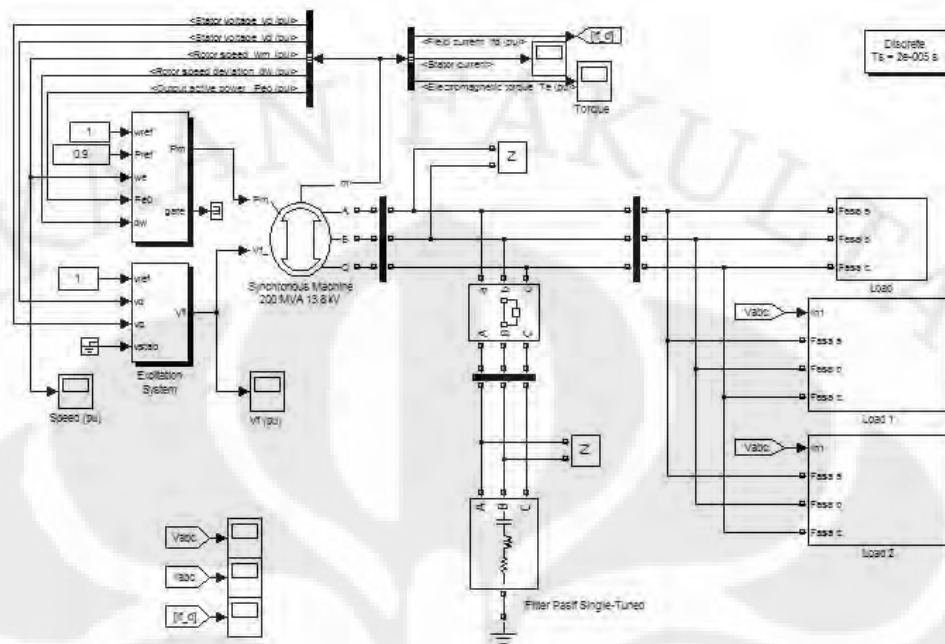 <Stator voltage vq (pu)>
<Stator voltage vd (pu)>
<Rotor speed wm (pu)>
<Rotor speed deviation dw (pu)>
<Output active power Peo (pu)>
<Field current ifd (pu)>
<Stator current>
<Electromagnetic torque Te (pu)>
[if_d]
Torque
Discrete,
Ts = 2e-005 s.
1
0.9
wref
Pref
we
Pe0
dw
Pm
gate
Z
Pm
m
A
B
C
Vf_
Synchronous Machine
200 MVA 13.8 kV
1
vref
vd
vq
vstab
Vf
Excitation
System
Speed (pu)
Vf (pu)
a
b
c
A
B
C
Z
A
B
C
Filter Pasif Single-Tuned
Fasa a
Fasa b
Fasa c.
Load
Vabc
In1
Fasa a
Fasa b
Fasa c.
Load 1
Vabc
In1
Fasa a
Fasa b
Fasa c.
Load 2
Vabc
Iabc
[if_d]
AN FAKULTA